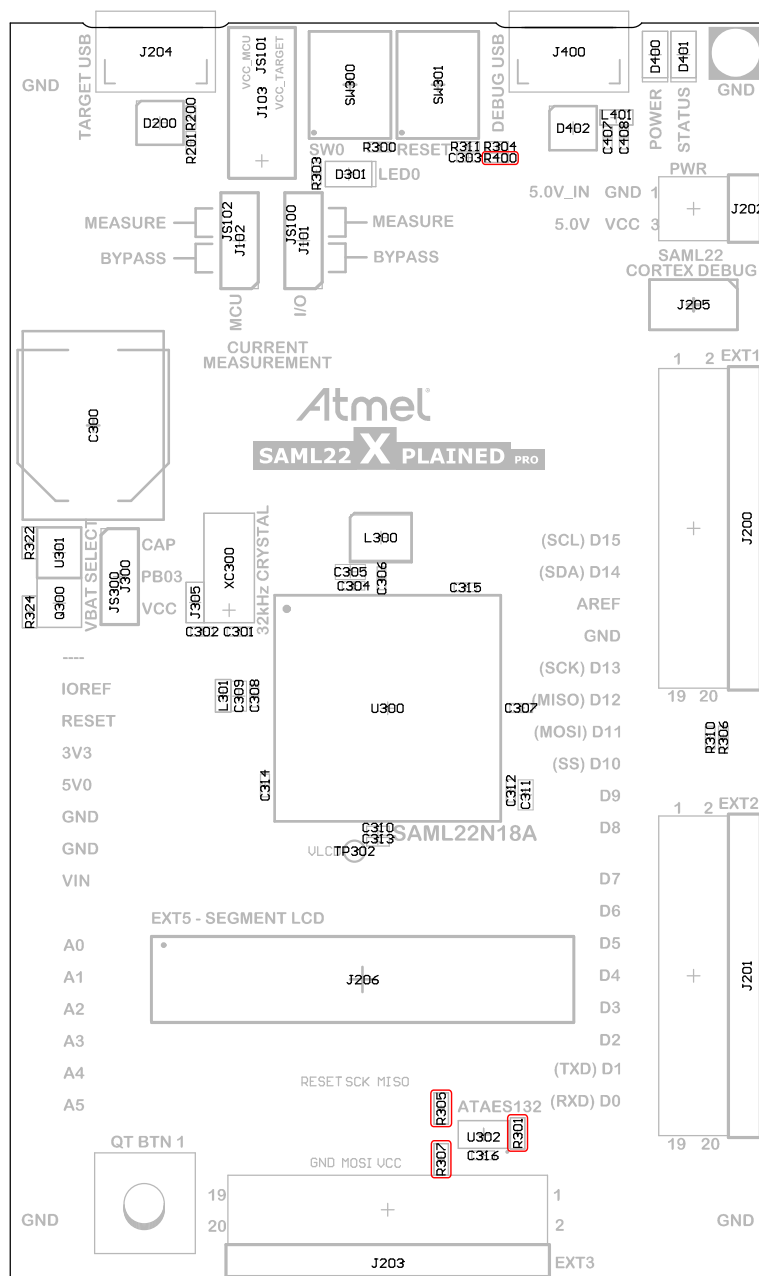 J204
TARGET USB
GND
VCC_MCU
JS101
J103
VCC_TARGET
SW300
SW301
DEBUG USB
J400
D400
D401
GND
POWER
STATUS
D200
R200
R201
D402
L401
C407
C408
SW0
R300
RESET
R311
R304
C303
R400
R303
D301
LED0
PWR
5.0V_IN GND 1
5.0V VCC 3
J202
MEASURE
BYPASS
JS102
J102
JS100
J101
MEASURE
BYPASS
MCU
I/O
SAML22
CORTEX DEBUG
J205
CURRENT
MEASUREMENT
1 2 EXT1
C300
Atmel
SAML22 X PLAINED PRO
J200
R322
U301
VBAT SELECT
JS300
J300
CAP
PB03
VCC
R324
Q300
XC300
J305
32kHz CRYSTAL
C302
C301
L300
C305
C304
C306
C315
(SCL) D15
(SDA) D14
AREF
GND
(SCK) D13
(MISO) D12
(MOSI) D11
(SS) D10
D9
D8
19 20
R310
R306
----
IOREF
RESET
3V3
5V0
GND
GND
VIN
L301
C309
C308
U300
C307
C314
C312
C311
C310
C313
SAML22N18A
TP302
1 2 EXT2
D7
D6
D5
D4
D3
D2
(TXD) D1
(RXD) D0
J201
19 20
EXT5 - SEGMENT LCD
J206
A0
A1
A2
A3
A4
A5
RESET SCK MISO
R305
ATAES132
U302
R301
C316
R307
GND MOSI VCC
QT BTN 1
19
20
1
2
GND
GND
J203
EXT3